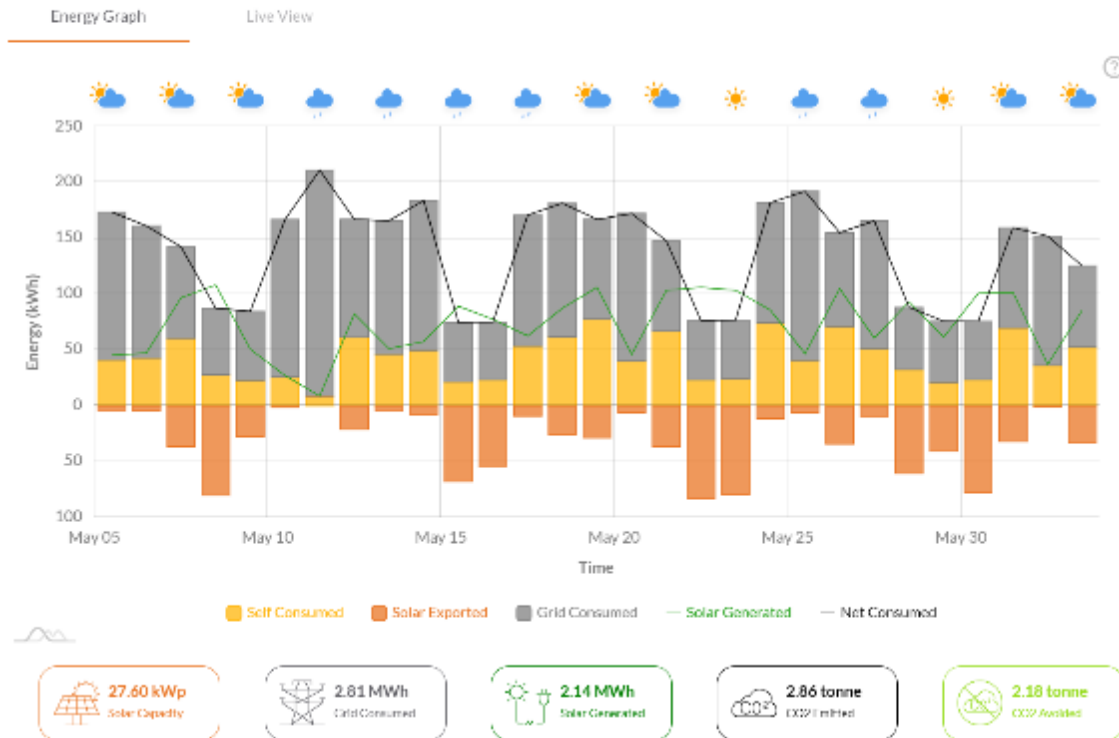 Energy Graph Live View
?
250
200
150
100
50
0
50
100
Energy (kWh)
May 05 May 10 May 15 May 20 May 25 May 30
Time
Self Consumed Solar Exported Grid Consumed Solar Generated Net Consumed
27.60 kWp 2.81 MWh 2.14 MWh 2.86 tonne 2.18 tonne
Solar Capacity Grid Consumed Solar Generated CO2 Emitted CO2 Avoided